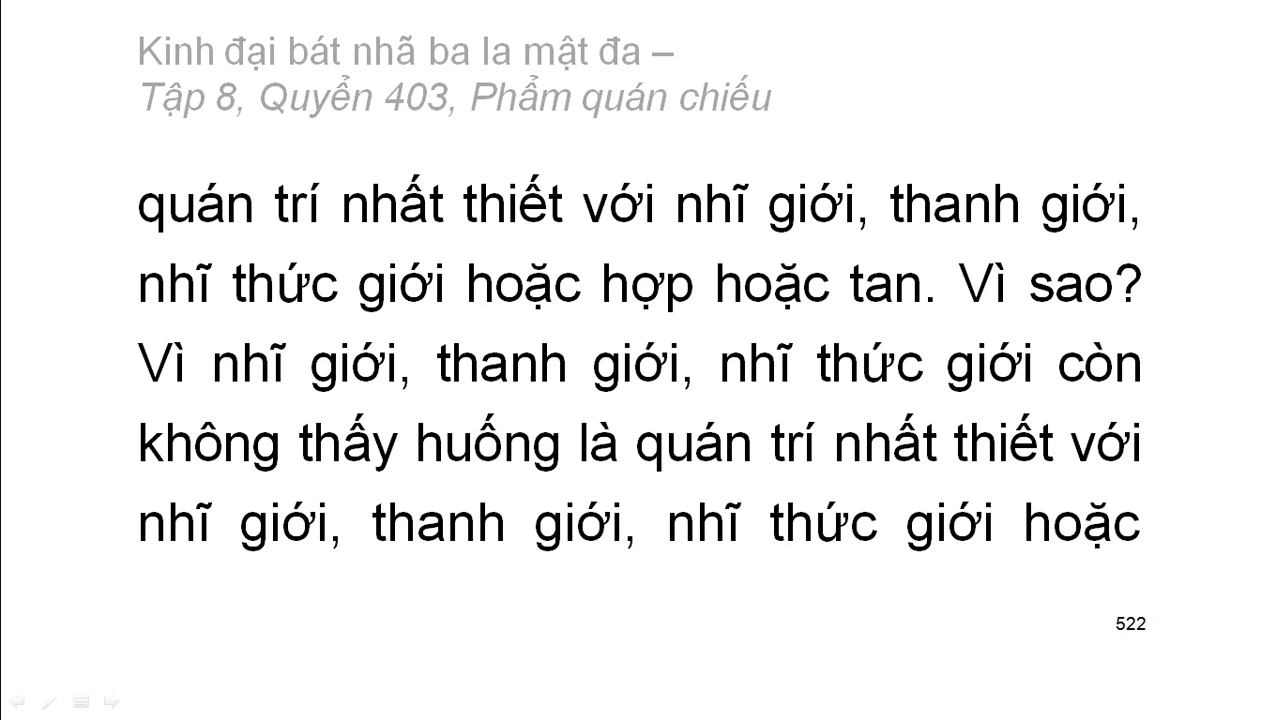 Kinh đại bát nhã ba la mật đa –
Tập 8, Quyển 403, Phẩm quán chiếu
quán trí nhất thiết với nhĩ giới, thanh giới,
nhĩ thức giới hoặc hợp hoặc tan. Vì sao?
Vì nhĩ giới, thanh giới, nhĩ thức giới còn
không thấy huống là quán trí nhất thiết với
nhĩ giới, thanh giới, nhĩ thức giới hoặc
522